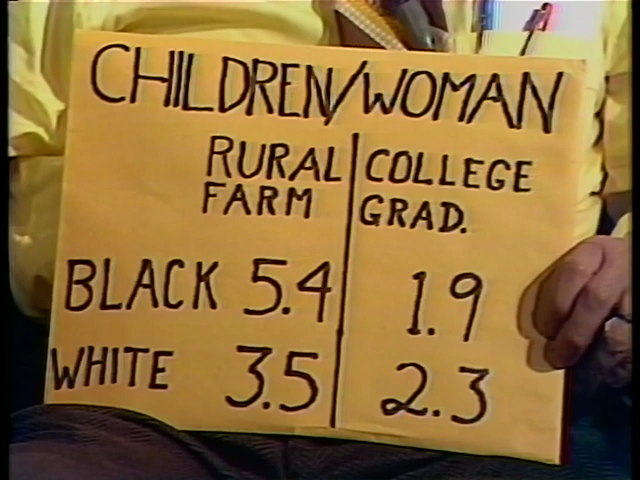 CHILDREN/WOMAN
RURAL FARM | COLLEGE GRAD.
BLACK 5.4 | 1.9
WHITE 3.5 | 2.3